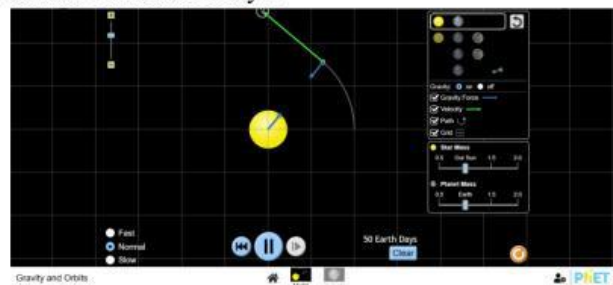 Gravity: on off
Gravity Force
Velocity
Path
Grid
Star Mass
0.5 Our Sun 1.5 2.0
Planet Mass
0.5 Earth 1.5 2.0
Fast
Normal
Slow
50 Earth Days
Clear
Gravity and Orbits
PhET